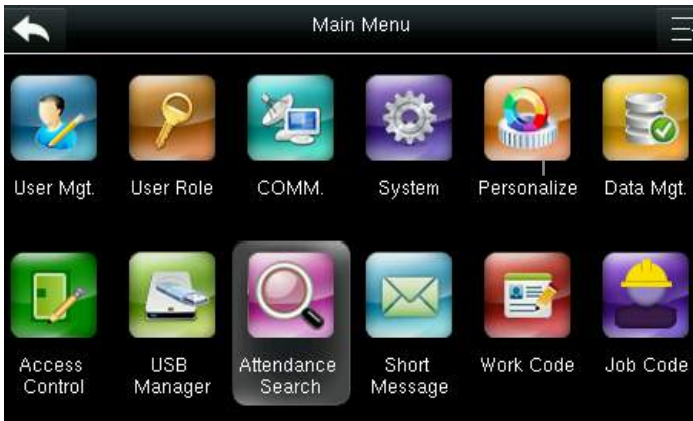 Main Menu
User Mgt. User Role COMM. System Personalize Data Mgt.
Access Control USB Manager Attendance Search Short Message Work Code Job Code